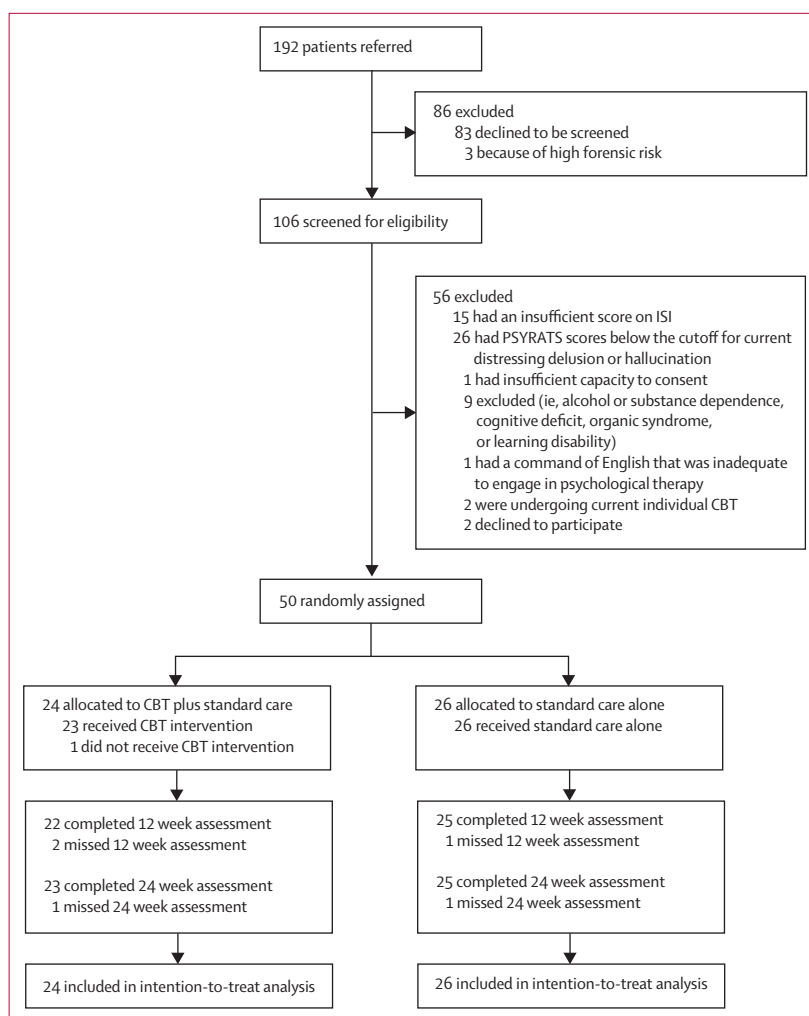 192 patients referred
86 excluded
83 declined to be screened
3 because of high forensic risk
106 screened for eligibility
56 excluded
15 had an insufficient score on ISI
26 had PSYRATS scores below the cutoff for current
distressing delusion or hallucination
1 had insufficient capacity to consent
9 excluded (ie, alcohol or substance dependence,
cognitive deficit, organic syndrome,
or learning disability)
1 had a command of English that was inadequate
to engage in psychological therapy
2 were undergoing current individual CBT
2 declined to participate
50 randomly assigned
24 allocated to CBT plus standard care
23 received CBT intervention
1 did not receive CBT intervention
26 allocated to standard care alone
26 received standard care alone
22 completed 12 week assessment
2 missed 12 week assessment
23 completed 24 week assessment
1 missed 24 week assessment
25 completed 12 week assessment
1 missed 12 week assessment
25 completed 24 week assessment
1 missed 24 week assessment
24 included in intention-to-treat analysis
26 included in intention-to-treat analysis